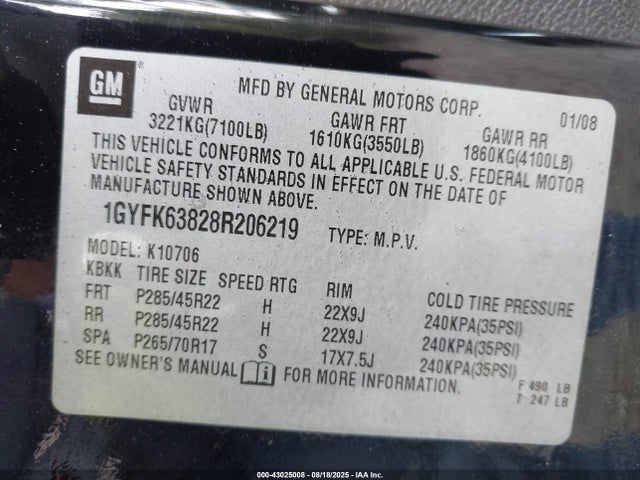 GM
MFD BY GENERAL MOTORS CORP. 01/08
GVWR GAWR FRT GAWR RR
3221KG(7100LB) 1610KG(3550LB) 1860KG(4100LB)
THIS VEHICLE CONFORMS TO ALL APPLICABLE U.S. FEDERAL MOTOR
VEHICLE SAFETY STANDARDS IN EFFECT ON THE DATE OF
MANUFACTURE SHOWN ABOVE.
1GYFK63828R206219 TYPE: M.P.V.
MODEL: K10706
KBKK TIRE SIZE SPEED RTG RIM COLD TIRE PRESSURE
FRT P285/45R22 H 22X9J 240KPA(35PSI)
RR P285/45R22 H 22X9J 240KPA(35PSI)
SPA P265/70R17 S 17X7.5J 240KPA(35PSI)
SEE OWNER'S MANUAL i FOR MORE INFORMATION.
F 490 LB
T 247 LB
000-43025008 - 08/18/2025 - IAA Inc.